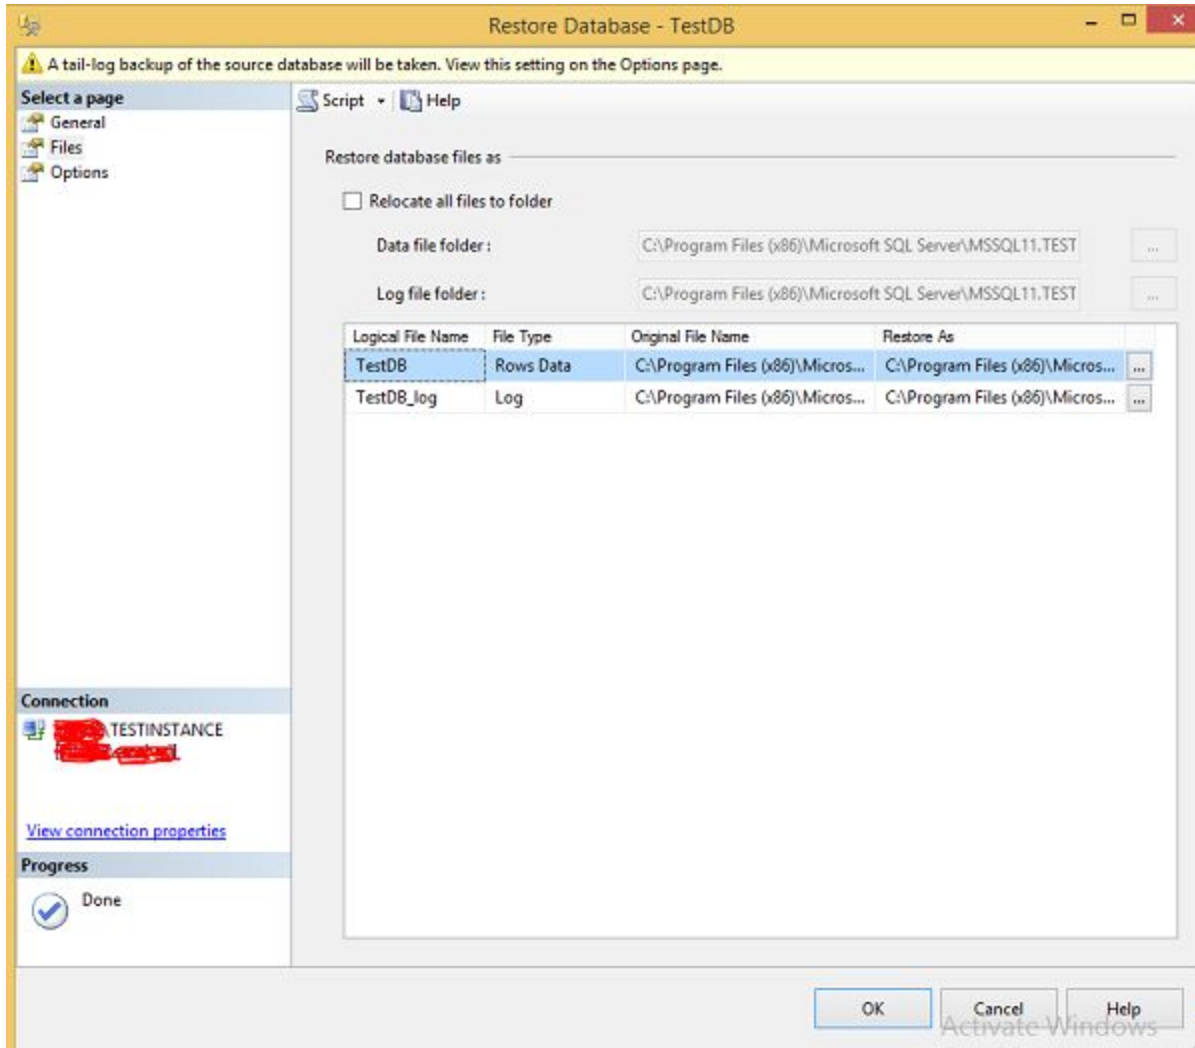 Restore Database - TestDB
A tail-log backup of the source database will be taken. View this setting on the Options page.
Select a page
General
Files
Options
Script
Help
Restore database files as
Relocate all files to folder
Data file folder :
C:\Program Files (x86)\Microsoft SQL Server\MSSQL11.TEST
...
Log file folder :
C:\Program Files (x86)\Microsoft SQL Server\MSSQL11.TEST
...
Logical File Name File Type Original File Name Restore As
TestDB Rows Data C:\Program Files (x86)\Micros... C:\Program Files (x86)\Micros... ...
TestDB_log Log C:\Program Files (x86)\Micros... C:\Program Files (x86)\Micros... ...
Connection
\TESTINSTANCE
View connection properties
Progress
Done
OK Cancel Help
Activate Windows